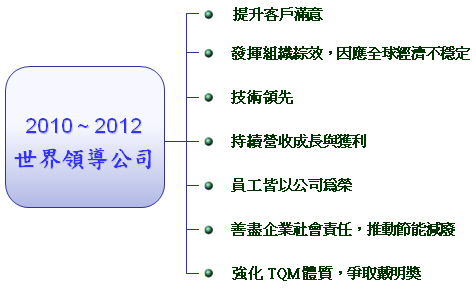 2010～2012
世界領導公司
提升客戶滿意
發揮組織綜效，因應全球經濟不穩定
技術領先
持續營收成長與獲利
員工皆以公司為榮
善盡企業社會責任，推動節能減廢
強化 TQM 體質，爭取戴明獎